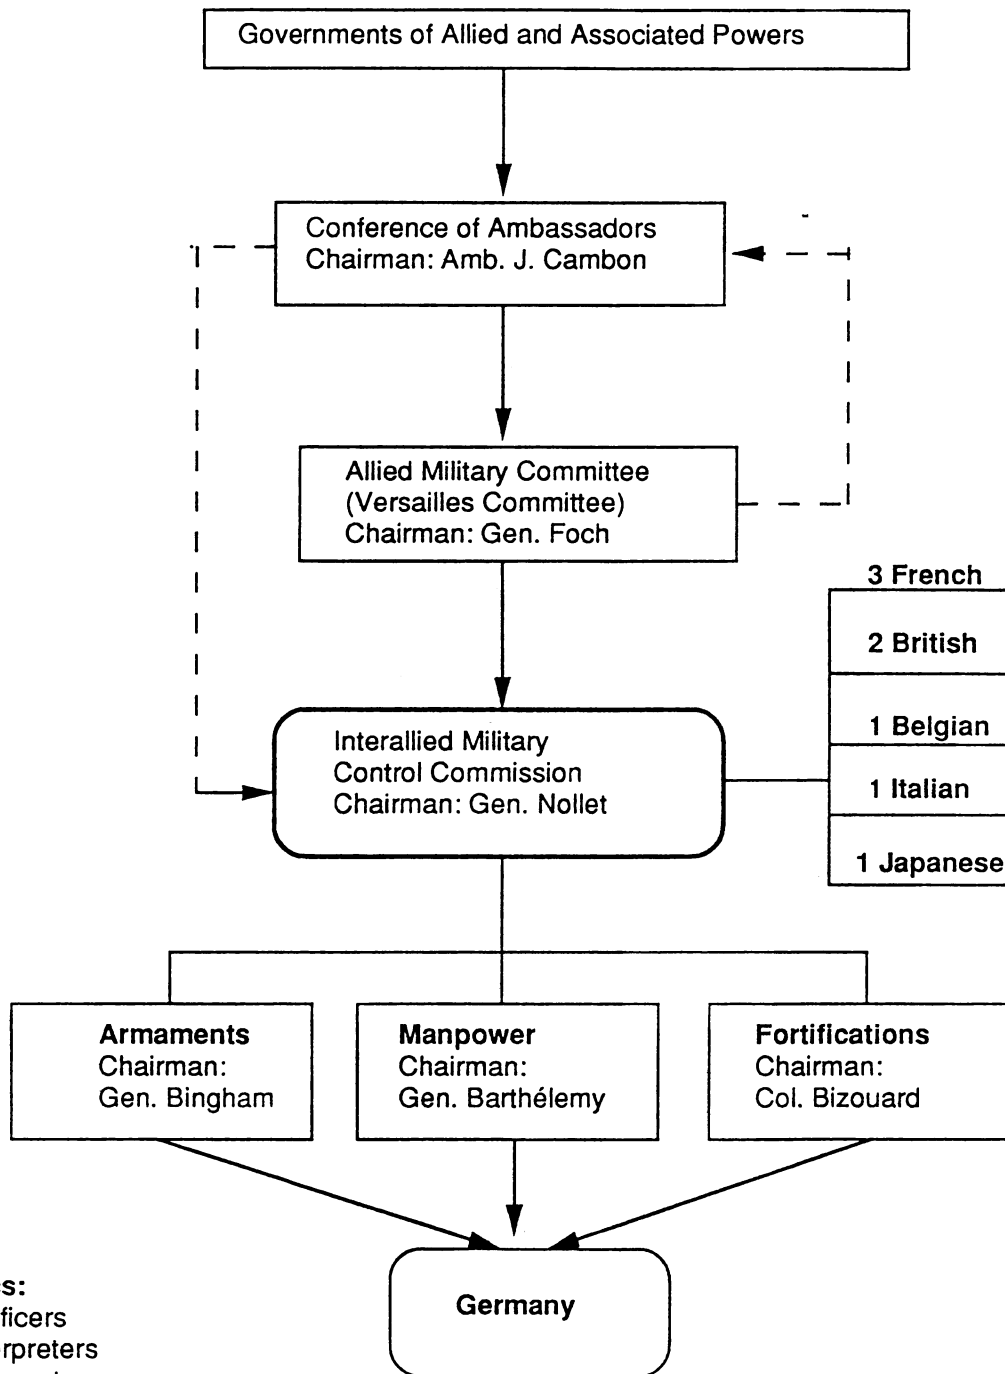 Governments of Allied and Associated Powers
Conference of Ambassadors
Chairman: Amb. J. Cambon
Allied Military Committee
(Versailles Committee)
Chairman: Gen. Foch
3 French
2 British
1 Belgian
1 Italian
1 Japanese
Interallied Military
Control Commission
Chairman: Gen. Nollet
Armaments
Chairman:
Gen. Bingham
Manpower
Chairman:
Gen. Barthélemy
Fortifications
Chairman:
Col. Bizouard
Germany